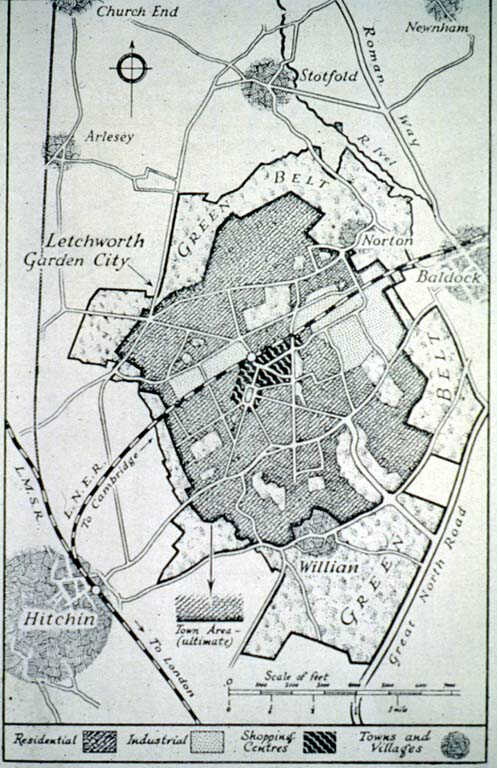 Church End
Newnham
Roman Way
Stotfold
R. Ivel
Arlesey
GREEN BELT
Norton
Letchworth
Garden City
Baldock
BELT
L.M.S.R.
L.N.E.R.
To Cambridge
Willian
GREEN
Great North Road
Hitchin
To London
Town Area -
(ultimate)
Scale of feet
0
0
1 mile
Residential
Industrial
Shopping
Centres
Towns and
Villages